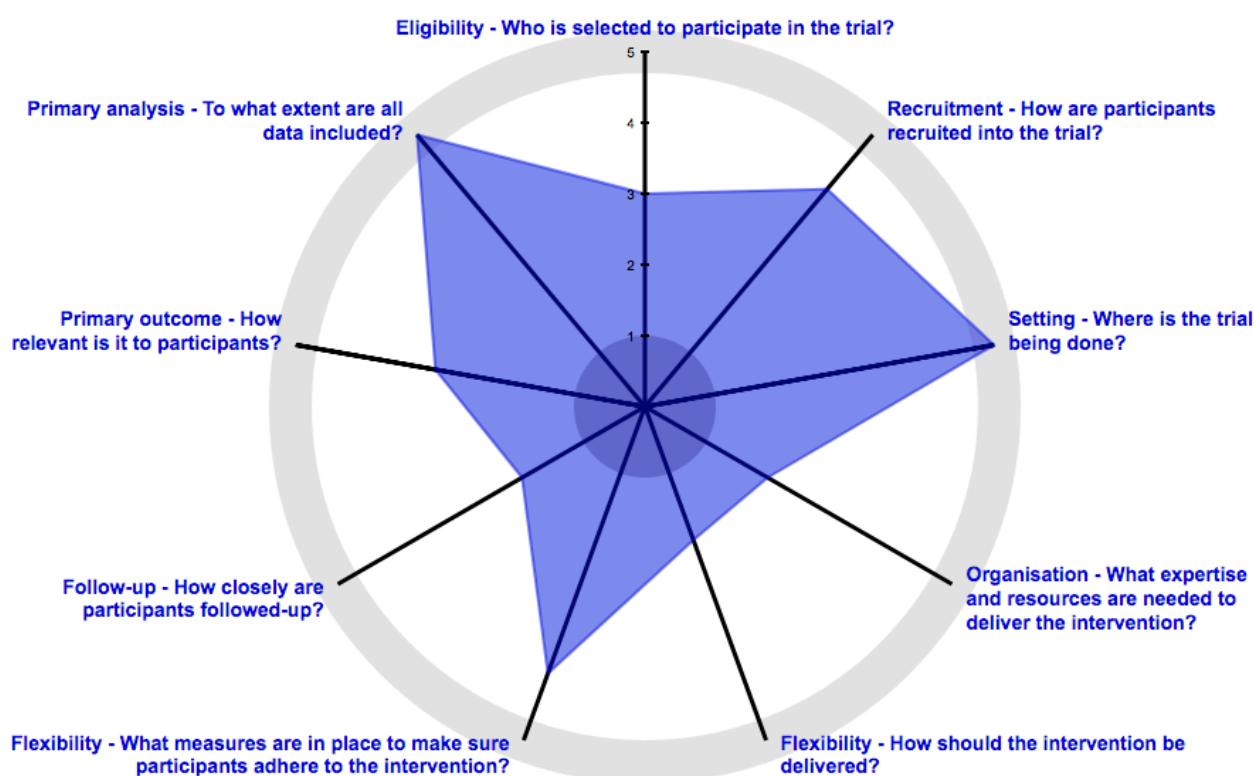 Eligibility - Who is selected to participate in the trial?
5
Primary analysis - To what extent are all
data included?
Recruitment - How are participants
recruited into the trial?
4
3
2
Primary outcome - How
relevant is it to participants?
Setting - Where is the trial
being done?
1
Follow-up - How closely are
participants followed-up?
Organisation - What expertise
and resources are needed to
deliver the intervention?
Flexibility - What measures are in place to make sure
participants adhere to the intervention?
Flexibility - How should the intervention be
delivered?